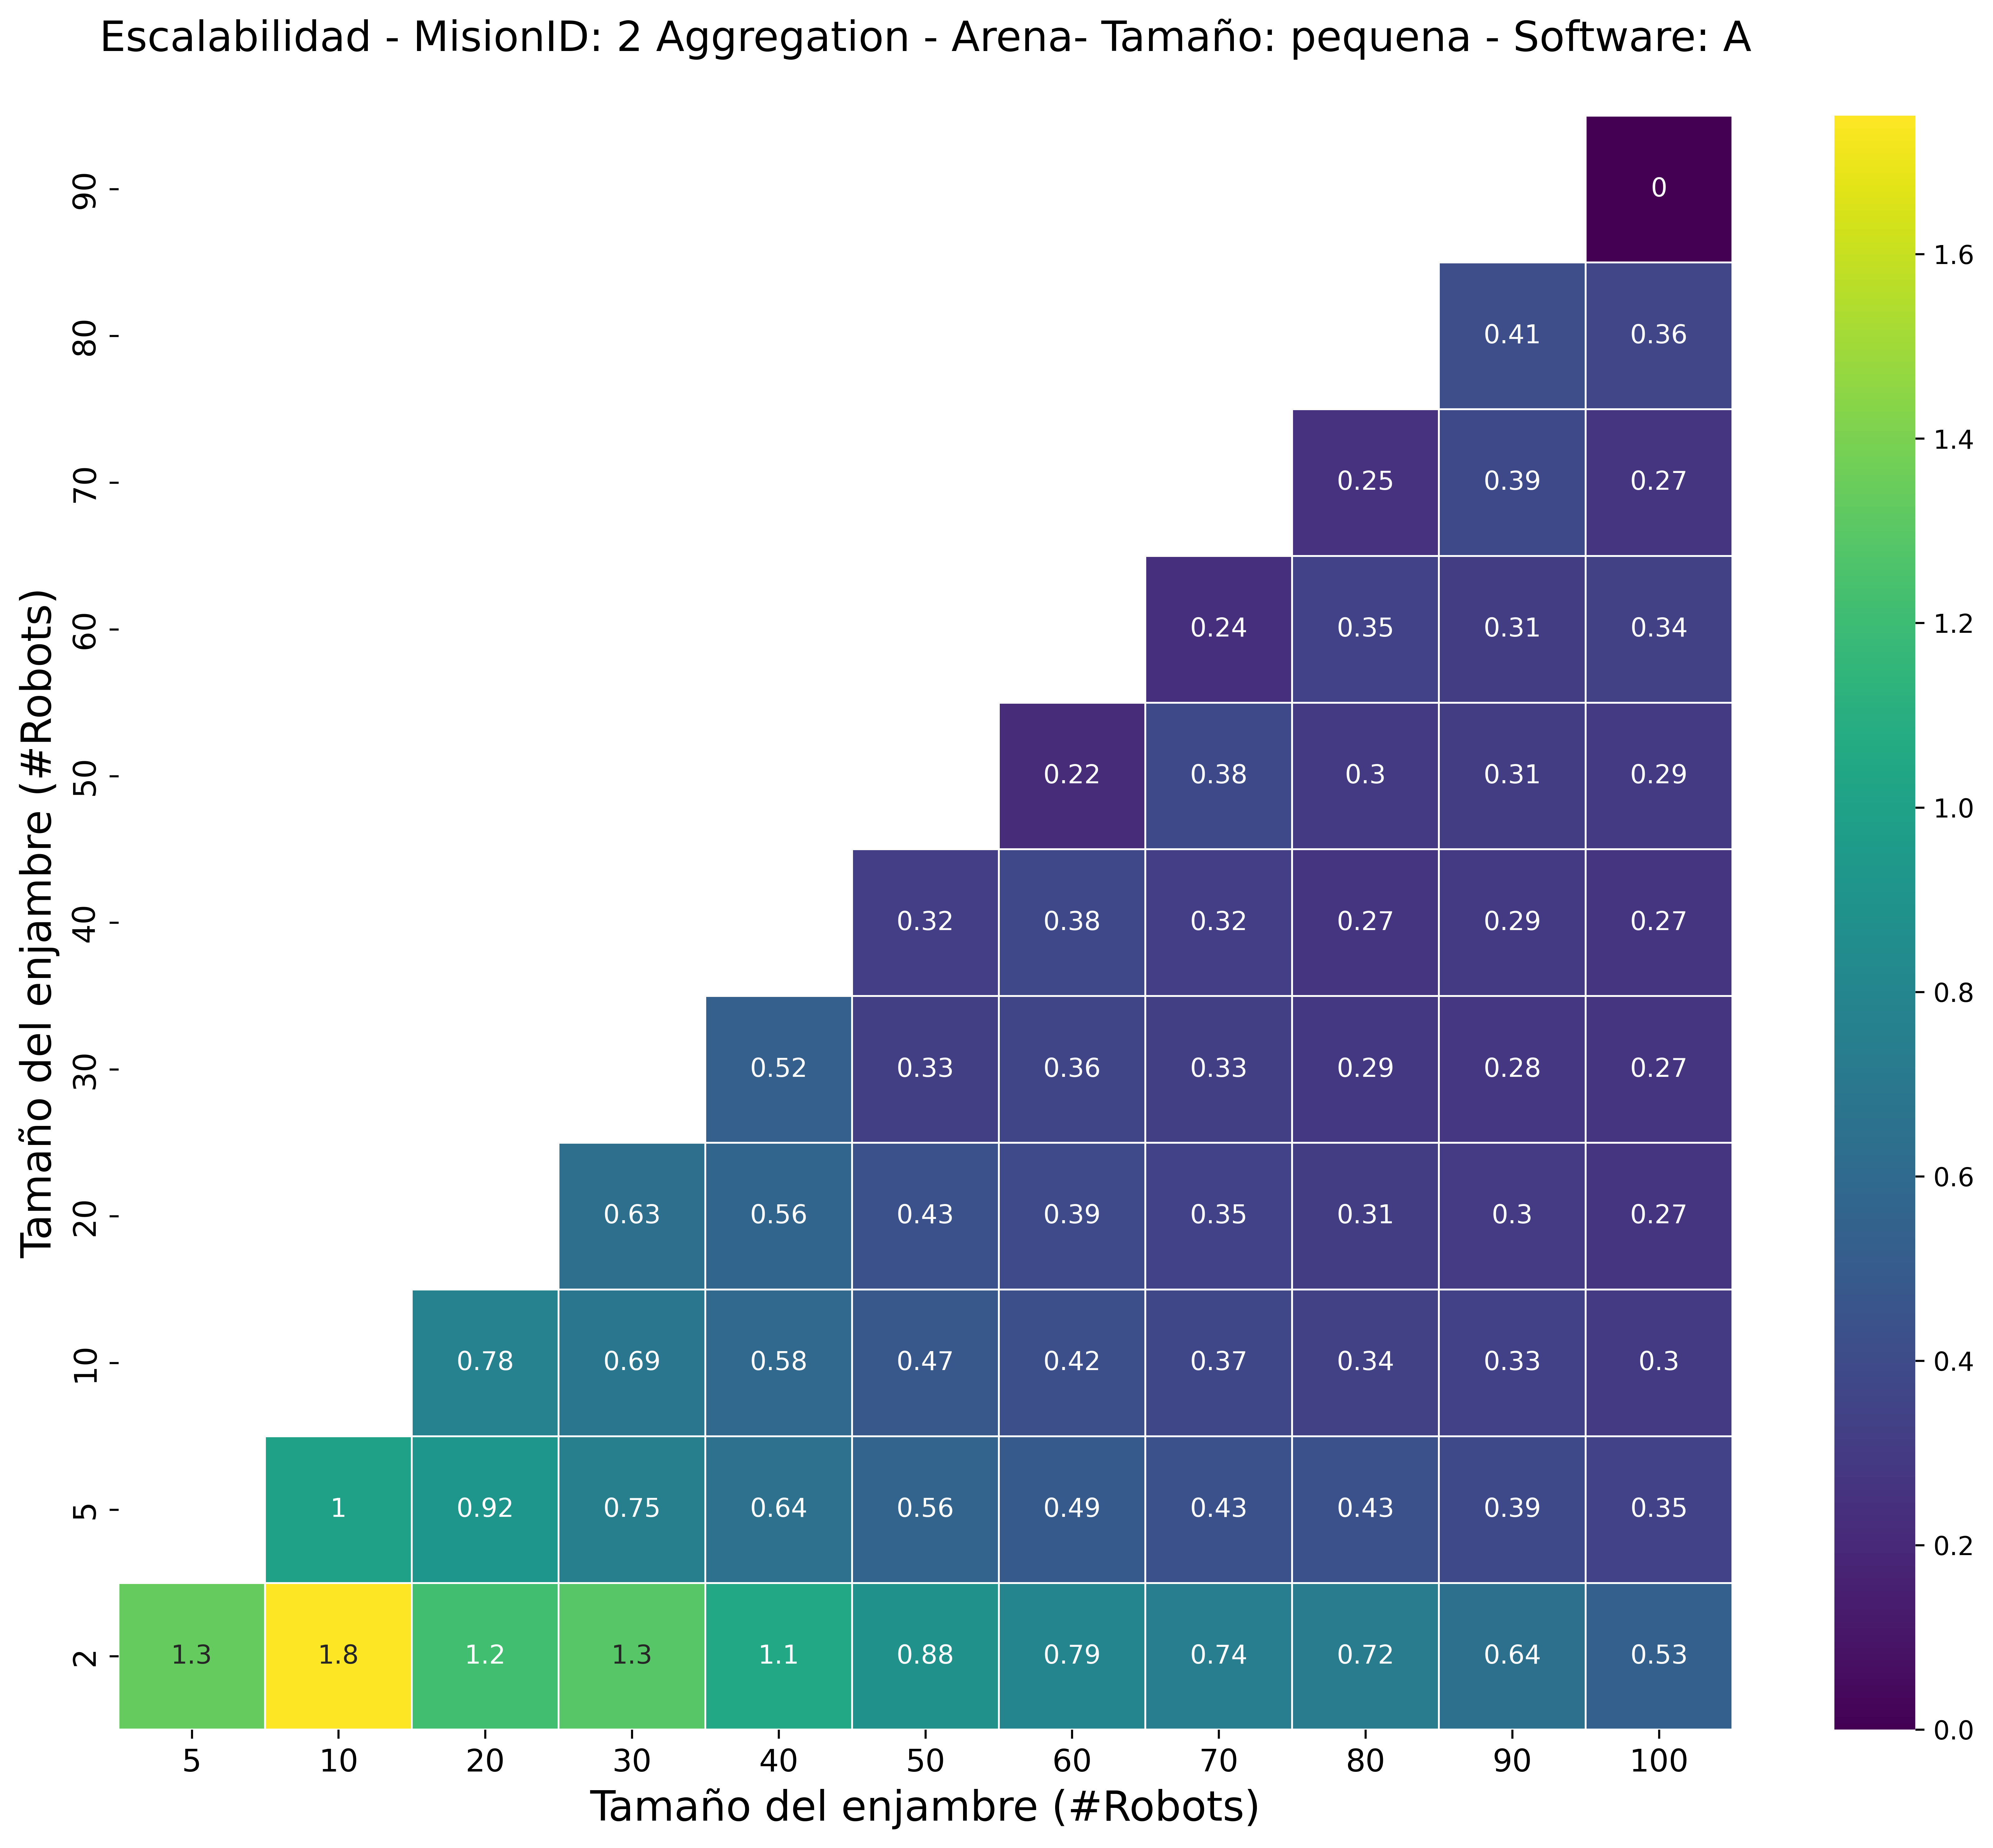 Escalabilidad - MisionID: 2 Aggregation - Arena- Tamaño: pequena - Software: A
Tamaño del enjambre (#Robots)
90 0
80 0.41 0.36
70 0.25 0.39 0.27
60 0.24 0.35 0.31 0.34
50 0.22 0.38 0.3 0.31 0.29
40 0.32 0.38 0.32 0.27 0.29 0.27
30 0.52 0.33 0.36 0.33 0.29 0.28 0.27
20 0.63 0.56 0.43 0.39 0.35 0.31 0.3 0.27
10 0.78 0.69 0.58 0.47 0.42 0.37 0.34 0.33 0.3
5 1 0.92 0.75 0.64 0.56 0.49 0.43 0.43 0.39 0.35
2 1.3 1.8 1.2 1.3 1.1 0.88 0.79 0.74 0.72 0.64 0.53
5 10 20 30 40 50 60 70 80 90 100
Tamaño del enjambre (#Robots)
1.6
1.4
1.2
1.0
0.8
0.6
0.4
0.2
0.0